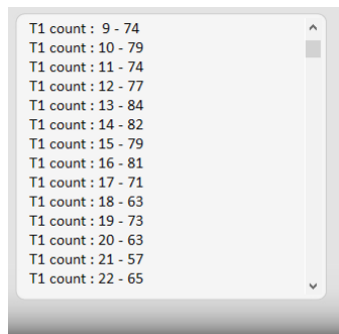 T1 count :  9 - 74
T1 count : 10 - 79
T1 count : 11 - 74
T1 count : 12 - 77
T1 count : 13 - 84
T1 count : 14 - 82
T1 count : 15 - 79
T1 count : 16 - 81
T1 count : 17 - 71
T1 count : 18 - 63
T1 count : 19 - 73
T1 count : 20 - 63
T1 count : 21 - 57
T1 count : 22 - 65